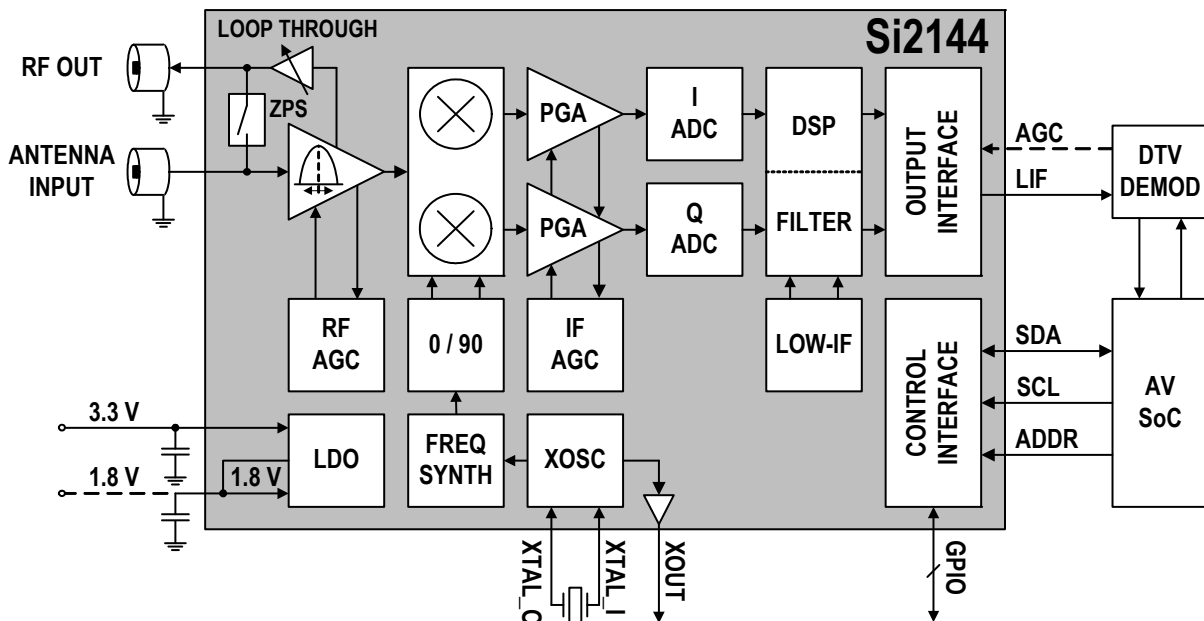 Si2144
LOOP THROUGH
RF OUT
ZPS
ANTENNA
INPUT
PGA
PGA
I
ADC
Q
ADC
DSP
FILTER
OUTPUT
INTERFACE
AGC
LIF
DTV
DEMOD
RF
AGC
0 / 90
IF
AGC
LOW-IF
CONTROL
INTERFACE
SDA
SCL
ADDR
AV
SoC
3.3 V
1.8 V
1.8 V
LDO
FREQ
SYNTH
XOSC
XTAL_O
XTAL_I
XOUT
GPIO